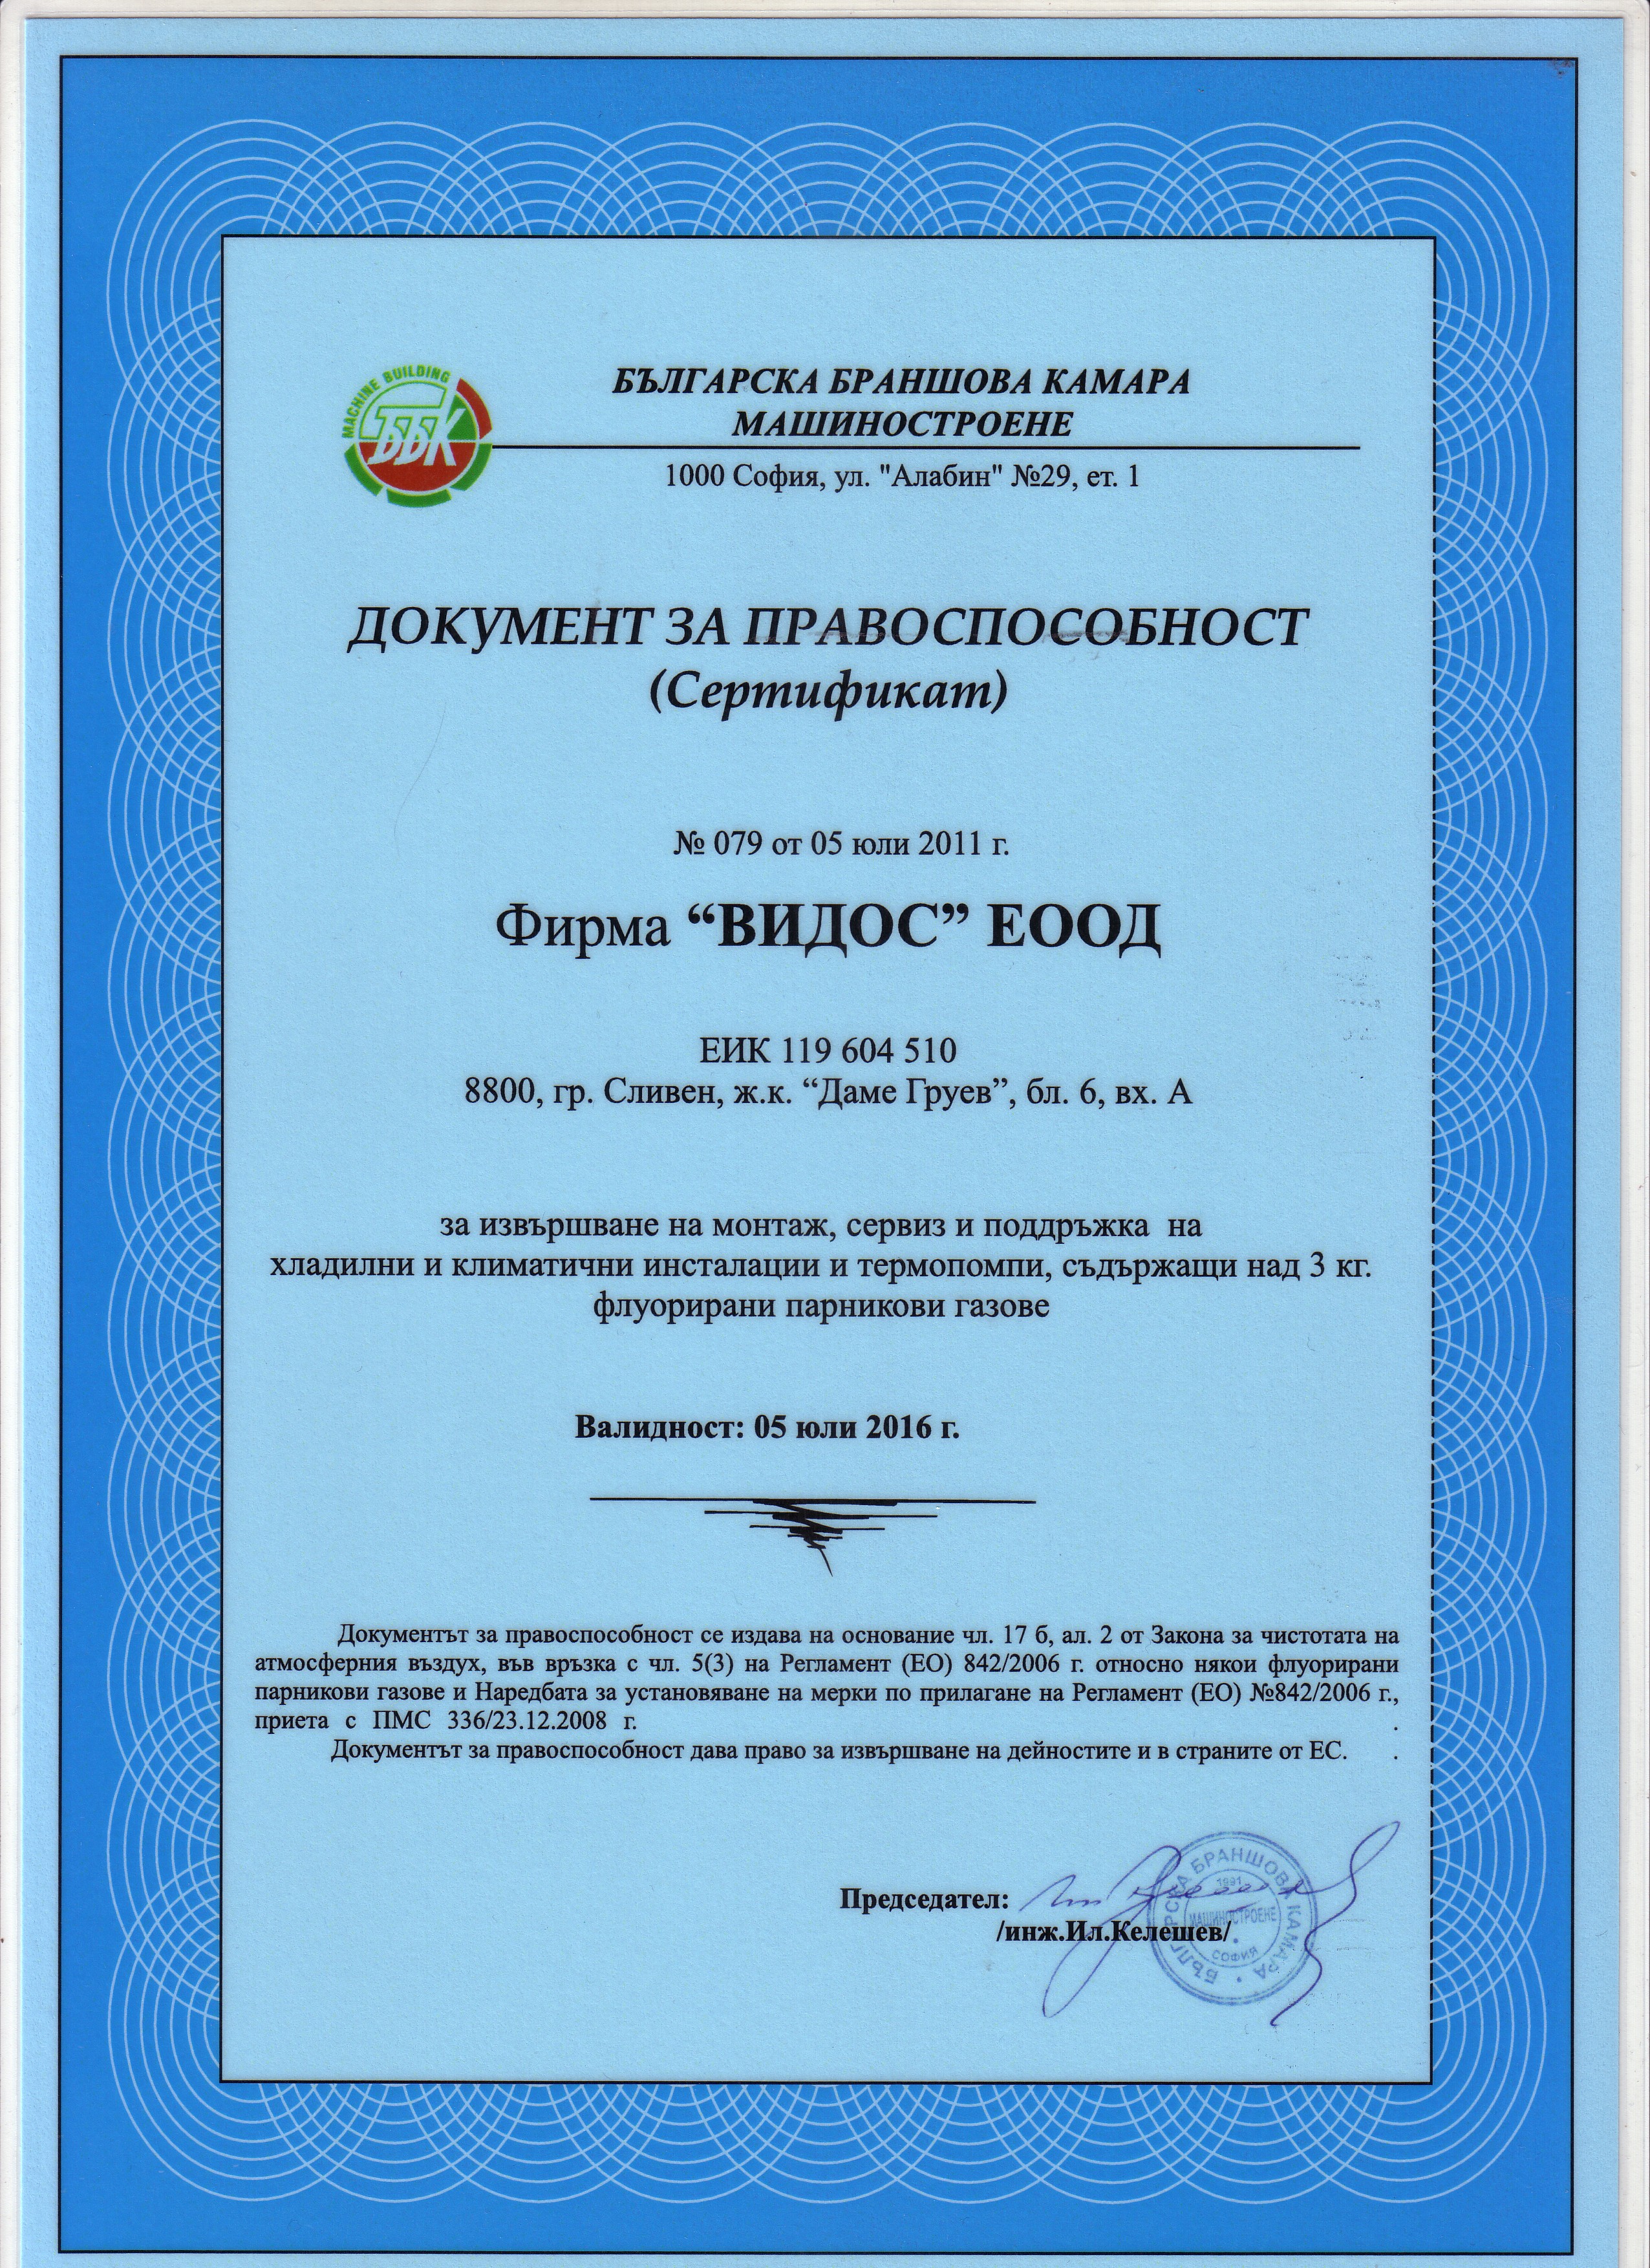 MACHINE BUILDING
ББК
БЪЛГАРСКА БРАНШОВА КАМАРА
МАШИНОСТРОЕНЕ
1000 София, ул. "Алабин" №29, ет. 1
ДОКУМЕНТ ЗА ПРАВОСПОСОБНОСТ
(Сертификат)
№ 079 от 05 юли 2011 г.
Фирма “ВИДОС” ЕООД
ЕИК 119 604 510
8800, гр. Сливен, ж.к. “Даме Груев”, бл. 6, вх. А
за извършване на монтаж, сервиз и поддръжка на
хладилни и климатични инсталации и термопомпи, съдържащи над 3 кг.
флуорирани парникови газове
Валидност: 05 юли 2016 г.
Документът за правоспособност се издава на основание чл. 17 б, ал. 2 от Закона за чистотата на
атмосферния въздух, във връзка с чл. 5(3) на Регламент (ЕО) 842/2006 г. относно някои флуорирани
парникови газове и Наредбата за установяване на мерки по прилагане на Регламент (ЕО) №842/2006 г.,
приета с ПМС 336/23.12.2008 г. .
Документът за правоспособност дава право за извършване на дейностите и в страните от ЕС. .
Председател:
/инж.Ил.Келешев/
БЪЛГАРСКА БРАНШОВА КАМАРА
1991
МАШИНОСТРОЕНЕ
СОФИЯ